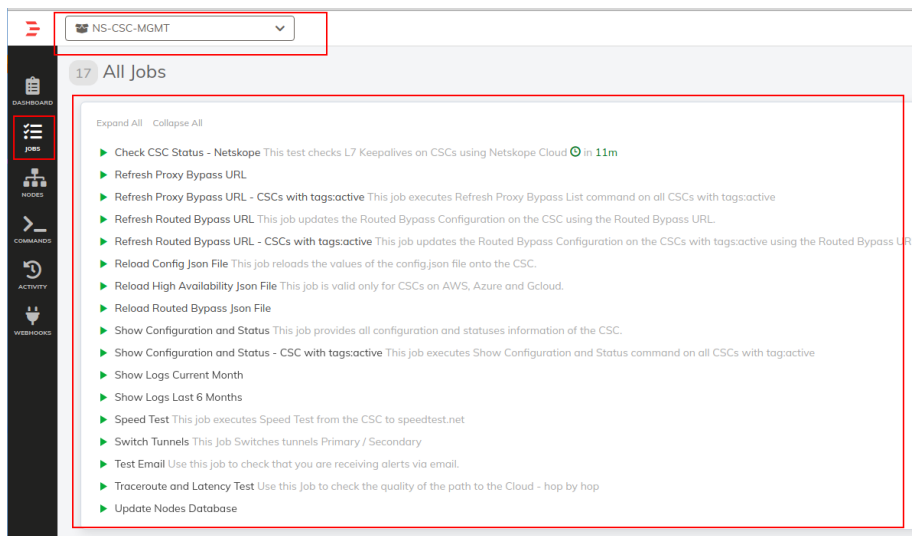 NS-CSC-MGMT
17 All Jobs
DASHBOARD
JOBS
NODES
COMMANDS
ACTIVITY
WEBHOOKS
Expand All Collapse All
Check CSC Status - Netskope This test checks L7 Keepalives on CSCs using Netskope Cloud in 11m
Refresh Proxy Bypass URL
Refresh Proxy Bypass URL - CSCs with tags:active This job executes Refresh Proxy Bypass List command on all CSCs with tags:active
Refresh Routed Bypass URL This job updates the Routed Bypass Configuration on the CSC using the Routed Bypass URL.
Refresh Routed Bypass URL - CSCs with tags:active This job updates the Routed Bypass Configuration on the CSCs with tags:active using the Routed Bypass UR
Reload Config Json File This job reloads the values of the config.json file onto the CSC.
Reload High Availability Json File This job is valid only for CSCs on AWS, Azure and Gcloud.
Reload Routed Bypass Json File
Show Configuration and Status This job provides all configuration and statuses information of the CSC.
Show Configuration and Status - CSC with tags:active This job executes Show Configuration and Status command on all CSCs with tag:active
Show Logs Current Month
Show Logs Last 6 Months
Speed Test This job executes Speed Test from the CSC to speedtest.net
Switch Tunnels This Job Switches tunnels Primary / Secondary
Test Email Use this job to check that you are receiving alerts via email.
Traceroute and Latency Test Use this Job to check the quality of the path to the Cloud - hop by hop
Update Nodes Database